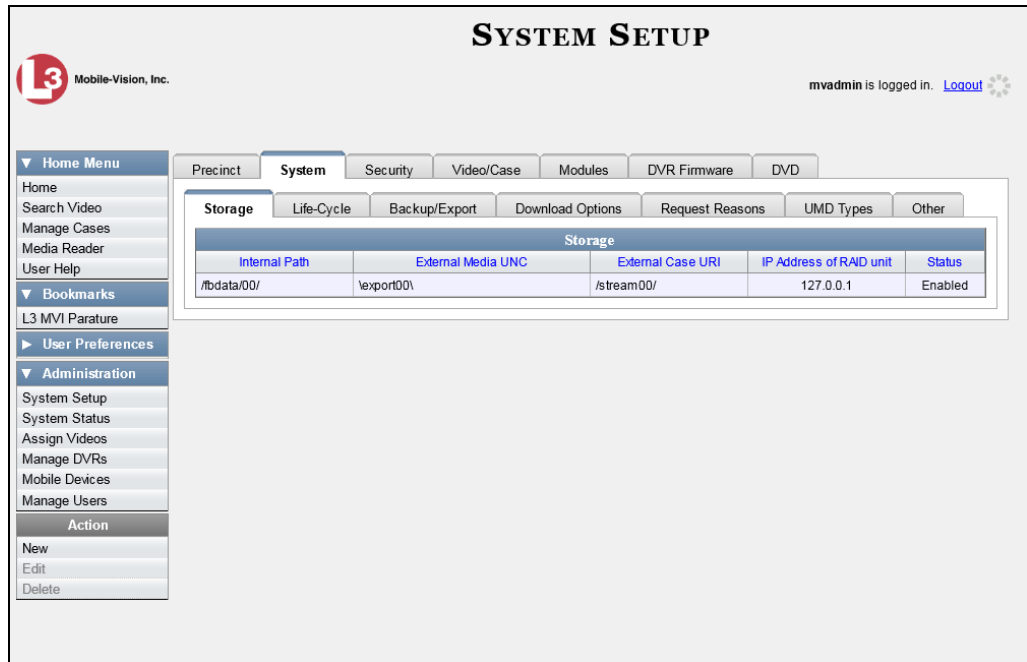 SYSTEM SETUP
L3 Mobile-Vision, Inc.
mvadmin is logged in. Logout
▼ Home Menu
Home
Search Video
Manage Cases
Media Reader
User Help
▼ Bookmarks
L3 MVI Parature
► User Preferences
▼ Administration
System Setup
System Status
Assign Videos
Manage DVRs
Mobile Devices
Manage Users
Action
New
Edit
Delete
Precinct System Security Video/Case Modules DVR Firmware DVD
Storage Life-Cycle Backup/Export Download Options Request Reasons UMD Types Other
Storage
Internal Path External Media UNC External Case URI IP Address of RAID unit Status
/fbdata/00/ \export00\ /stream00/ 127.0.0.1 Enabled